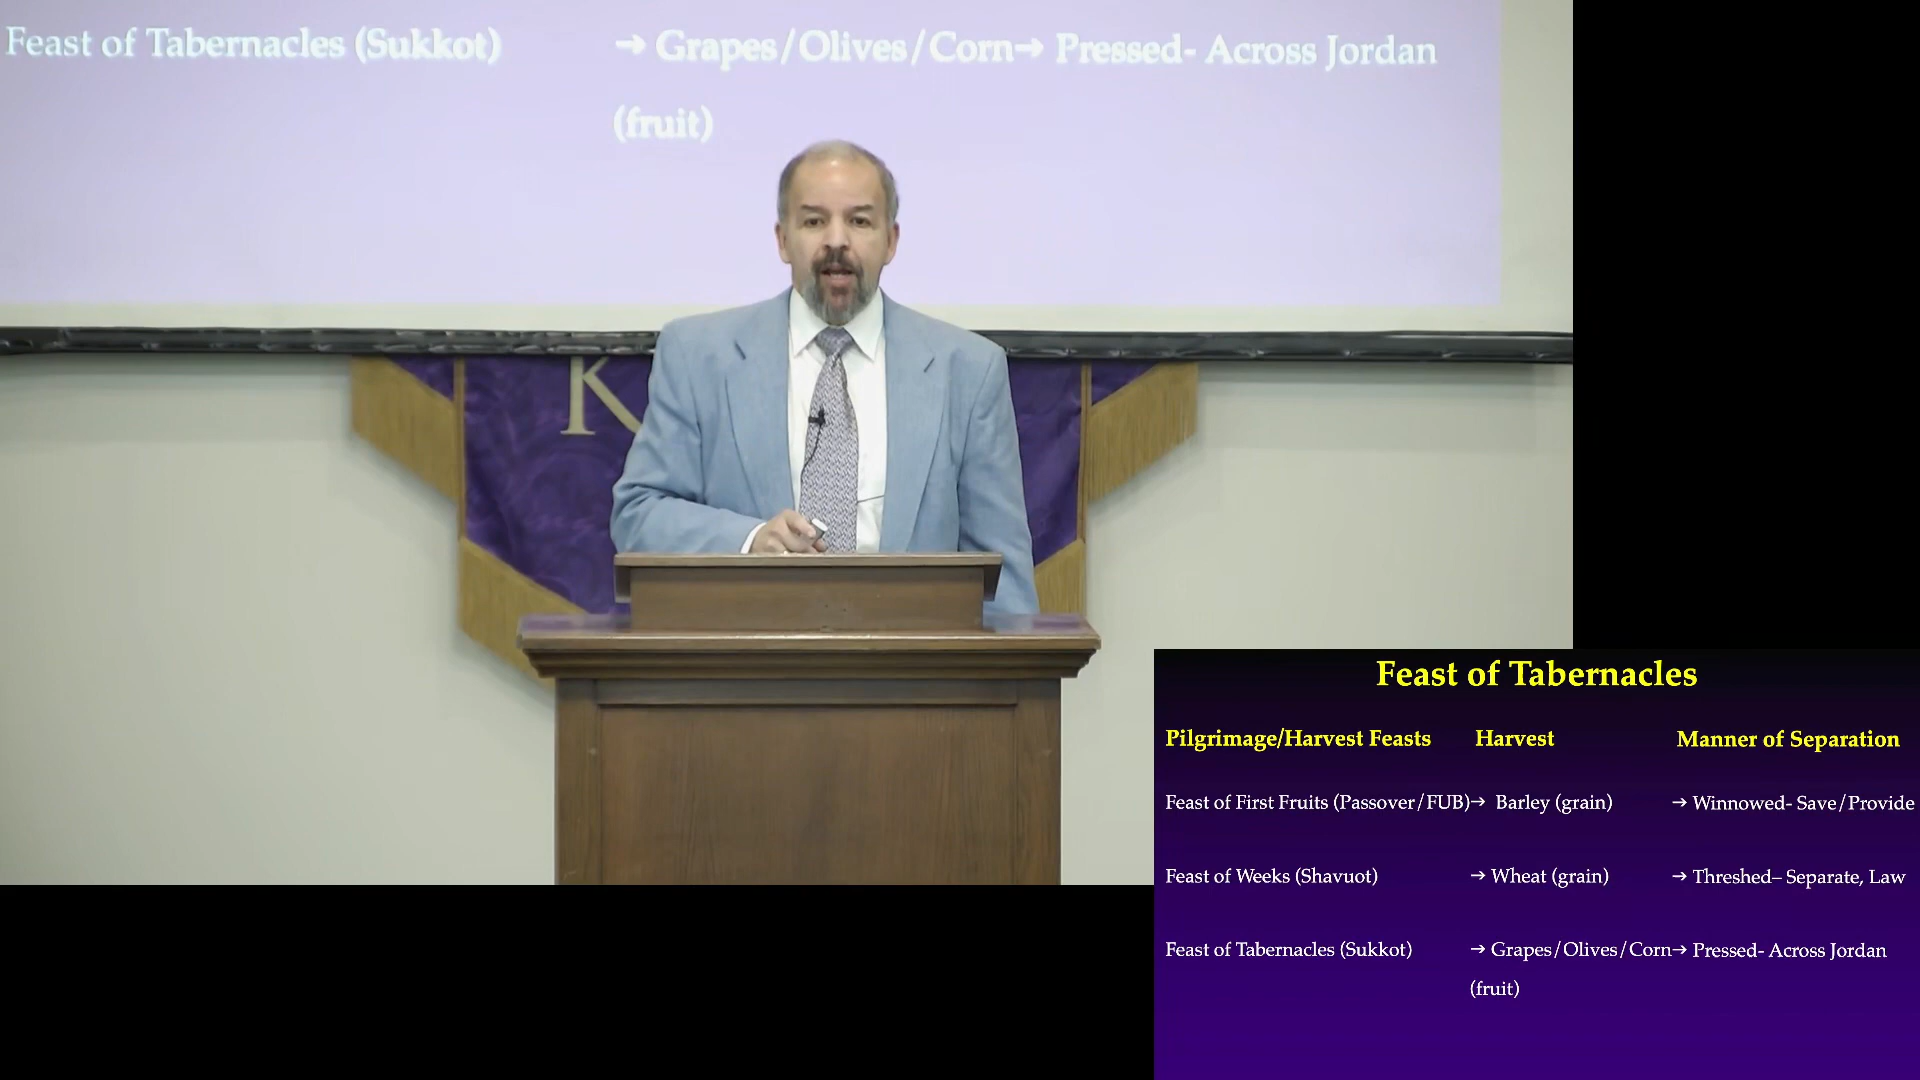 Feast of Tabernacles (Sukkot) → Grapes/Olives/Corn→ Pressed- Across Jordan
(fruit)
K
Feast of Tabernacles
Pilgrimage/Harvest Feasts Harvest Manner of Separation
Feast of First Fruits (Passover/FUB)→ Barley (grain) → Winnowed- Save/Provide
Feast of Weeks (Shavuot) → Wheat (grain) → Threshed– Separate, Law
Feast of Tabernacles (Sukkot) → Grapes/Olives/Corn→ Pressed- Across Jordan
(fruit)